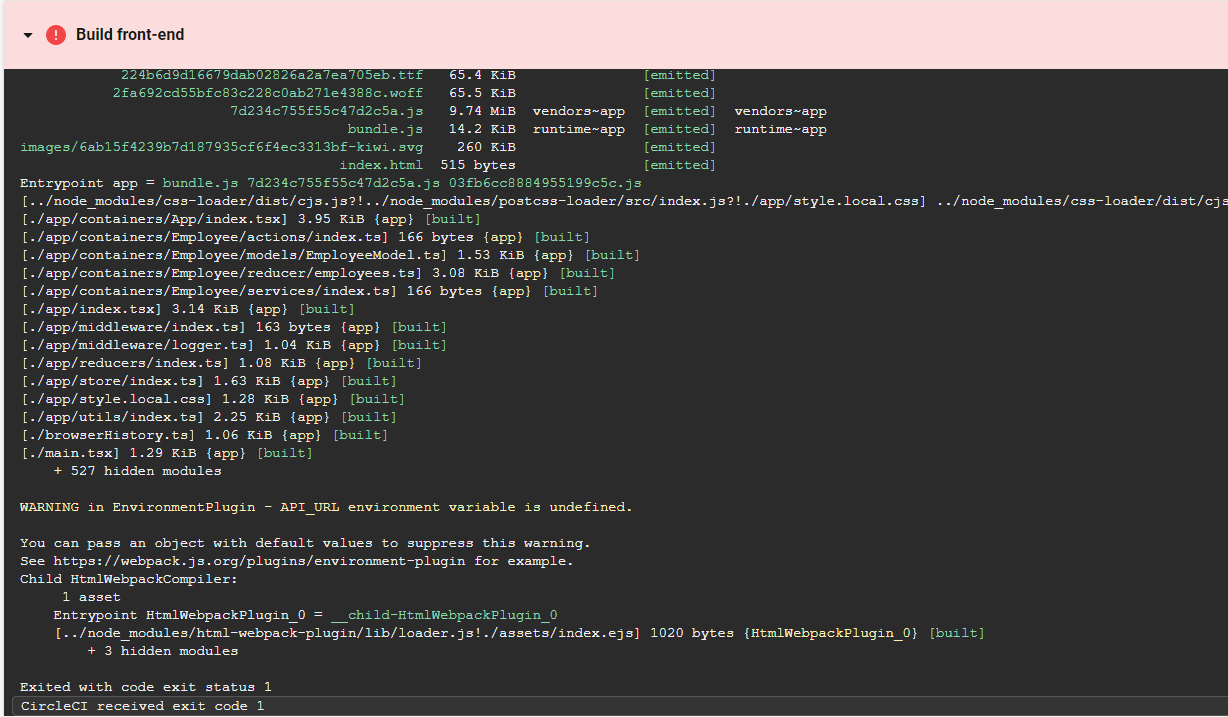 Build front-end
224b6d9d16679dab02826a2a7ea705eb.ttf 65.4 KiB [emitted]
2fa692cd55bfc83c228c0ab271e4388c.woff 65.5 KiB [emitted]
7d234c755f55c47d2c5a.js 9.74 MiB vendors~app [emitted] vendors~app
bundle.js 14.2 KiB runtime~app [emitted] runtime~app
images/6ab15f4239b7d187935cf6f4ec3313bf-kiwi.svg 260 KiB [emitted]
index.html 515 bytes [emitted]
Entrypoint app = bundle.js 7d234c755f55c47d2c5a.js 03fb6cc8884955199c5c.js
[../node_modules/css-loader/dist/cjs.js?!../node_modules/postcss-loader/src/index.js?!./app/style.local.css] ../node_modules/css-loader/dist/cjs
[./app/containers/App/index.tsx] 3.95 KiB {app} [built]
[./app/containers/Employee/actions/index.ts] 166 bytes {app} [built]
[./app/containers/Employee/models/EmployeeModel.ts] 1.53 KiB {app} [built]
[./app/containers/Employee/reducer/employees.ts] 3.08 KiB {app} [built]
[./app/containers/Employee/services/index.ts] 166 bytes {app} [built]
[./app/index.tsx] 3.14 KiB {app} [built]
[./app/middleware/index.ts] 163 bytes {app} [built]
[./app/middleware/logger.ts] 1.04 KiB {app} [built]
[./app/reducers/index.ts] 1.08 KiB {app} [built]
[./app/store/index.ts] 1.63 KiB {app} [built]
[./app/style.local.css] 1.28 KiB {app} [built]
[./app/utils/index.ts] 2.25 KiB {app} [built]
[./browserHistory.ts] 1.06 KiB {app} [built]
[./main.tsx] 1.29 KiB {app} [built]
+ 527 hidden modules
WARNING in EnvironmentPlugin - API_URL environment variable is undefined.
You can pass an object with default values to suppress this warning.
See https://webpack.js.org/plugins/environment-plugin for example.
Child HtmlWebpackCompiler:
1 asset
Entrypoint HtmlWebpackPlugin_0 = __child-HtmlWebpackPlugin_0
[../node_modules/html-webpack-plugin/lib/loader.js!./assets/index.ejs] 1020 bytes {HtmlWebpackPlugin_0} [built]
+ 3 hidden modules
Exited with code exit status 1
CircleCI received exit code 1